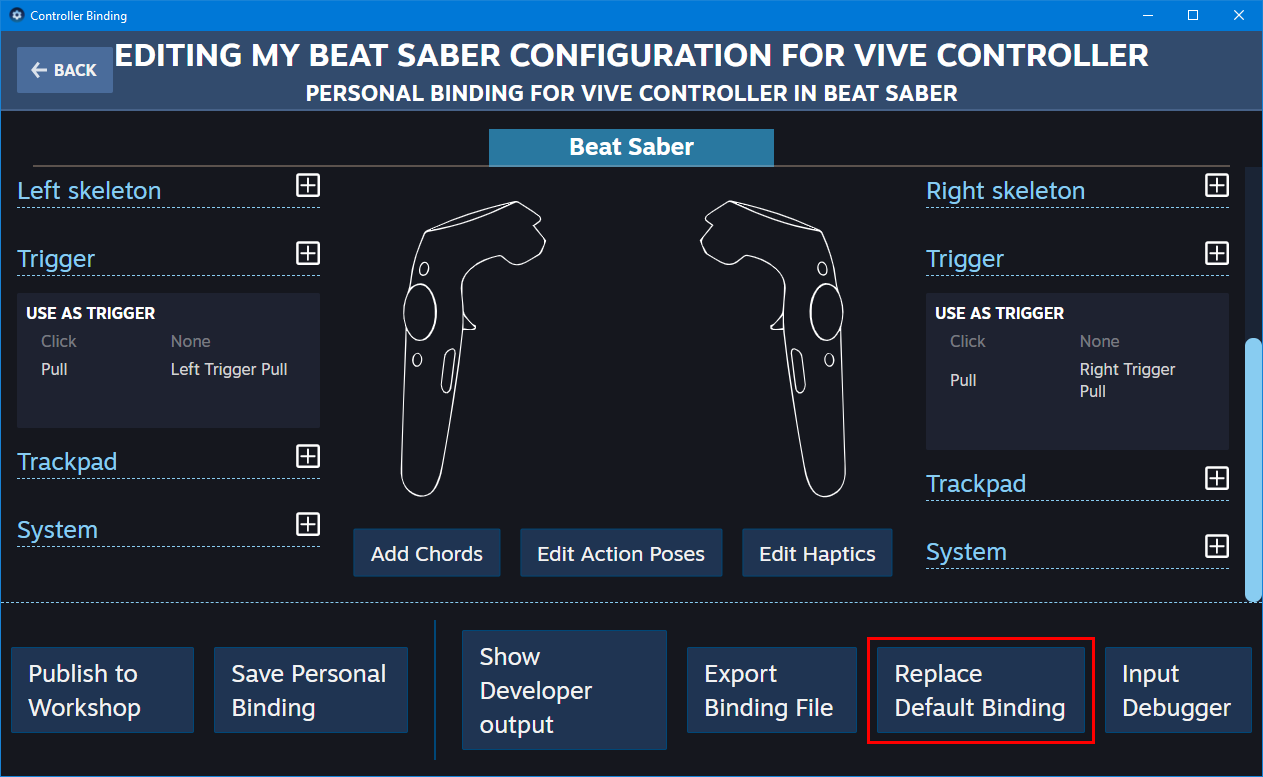 Controller Binding
BACK
EDITING MY BEAT SABER CONFIGURATION FOR VIVE CONTROLLER
PERSONAL BINDING FOR VIVE CONTROLLER IN BEAT SABER
Beat Saber
Left skeleton
Trigger
USE AS TRIGGER
Click None
Pull Left Trigger Pull
Trackpad
System
Add Chords
Edit Action Poses
Edit Haptics
Right skeleton
Trigger
USE AS TRIGGER
Click None
Pull Right Trigger
Pull
Trackpad
System
Publish to
Workshop
Save Personal
Binding
Show
Developer
output
Export
Binding File
Replace
Default Binding
Input
Debugger